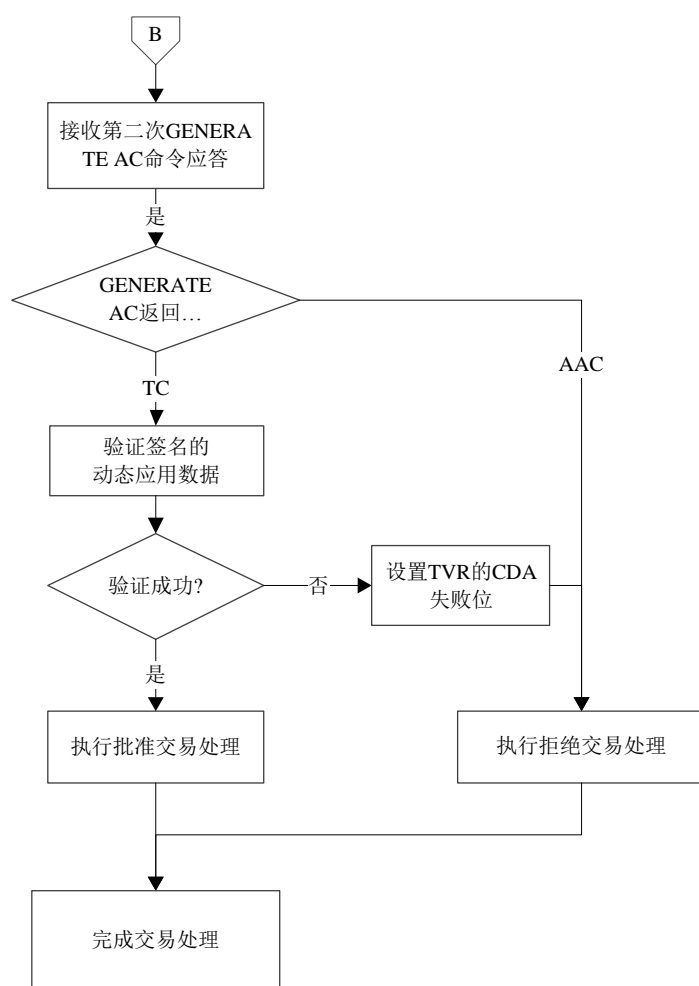 B
接收第二次GENERA
TE AC命令应答
是
GENERATE
AC返回…
AAC
TC
验证签名的
动态应用数据
验证成功?
否
设置TVR的CDA
失败位
是
执行批准交易处理
执行拒绝交易处理
完成交易处理